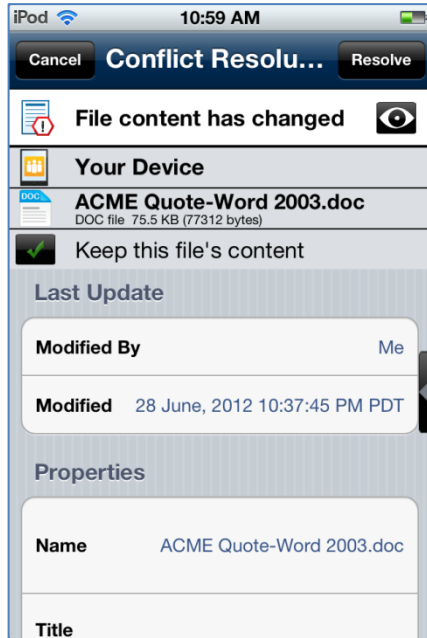 iPod 10:59 AM
Cancel Conflict Resolu... Resolve
File content has changed
Your Device
DOC ACME Quote-Word 2003.doc
DOC file 75.5 KB (77312 bytes)
Keep this file's content
Last Update
Modified By Me
Modified 28 June, 2012 10:37:45 PM PDT
Properties
Name ACME Quote-Word 2003.doc
Title